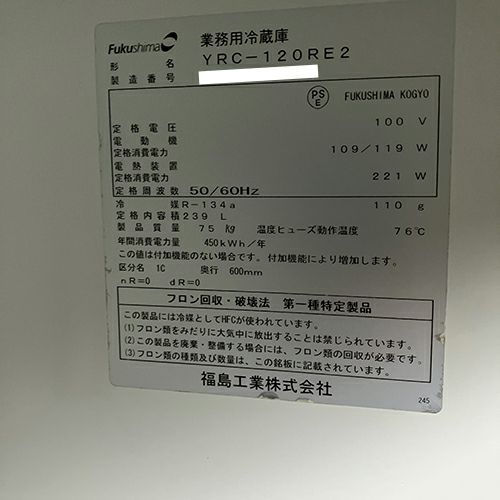 Fukushima
業務用冷蔵庫
形名 YRC-120RE2
製造番号
PS E FUKUSHIMA KOGYO
定格電圧 100 V
電動機
定格消費電力 109/119 W
電熱装置
定格消費電力 221 W
定格周波数 50/60Hz
冷媒 R-134a 110 g
定格内容積 239 L
製品質量 75 kg 温度ヒューズ動作温度 76℃
年間消費電力量 450kWh/年
この値は付加機能のない場合です。付加機能により増加します。
区分名 1C 奥行 600mm
nR=0 dR=0
フロン回収・破壊法 第一種特定製品
この製品には冷媒としてHFCが使われています。
(1)フロン類をみだりに大気中に放出することは禁じられています。
(2)この製品を廃棄・整備する場合には、フロン類の回収が必要です。
(3)フロン類の種類及び数量は、この銘板に記載されています。
福島工業株式会社
245